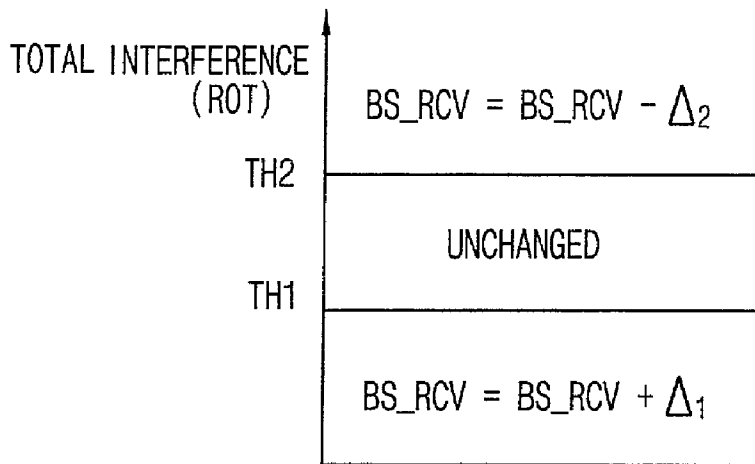 TOTAL INTERFERENCE
(ROT)
BS_RCV = BS_RCV - Δ2
TH2
UNCHANGED
TH1
BS_RCV = BS_RCV + Δ1